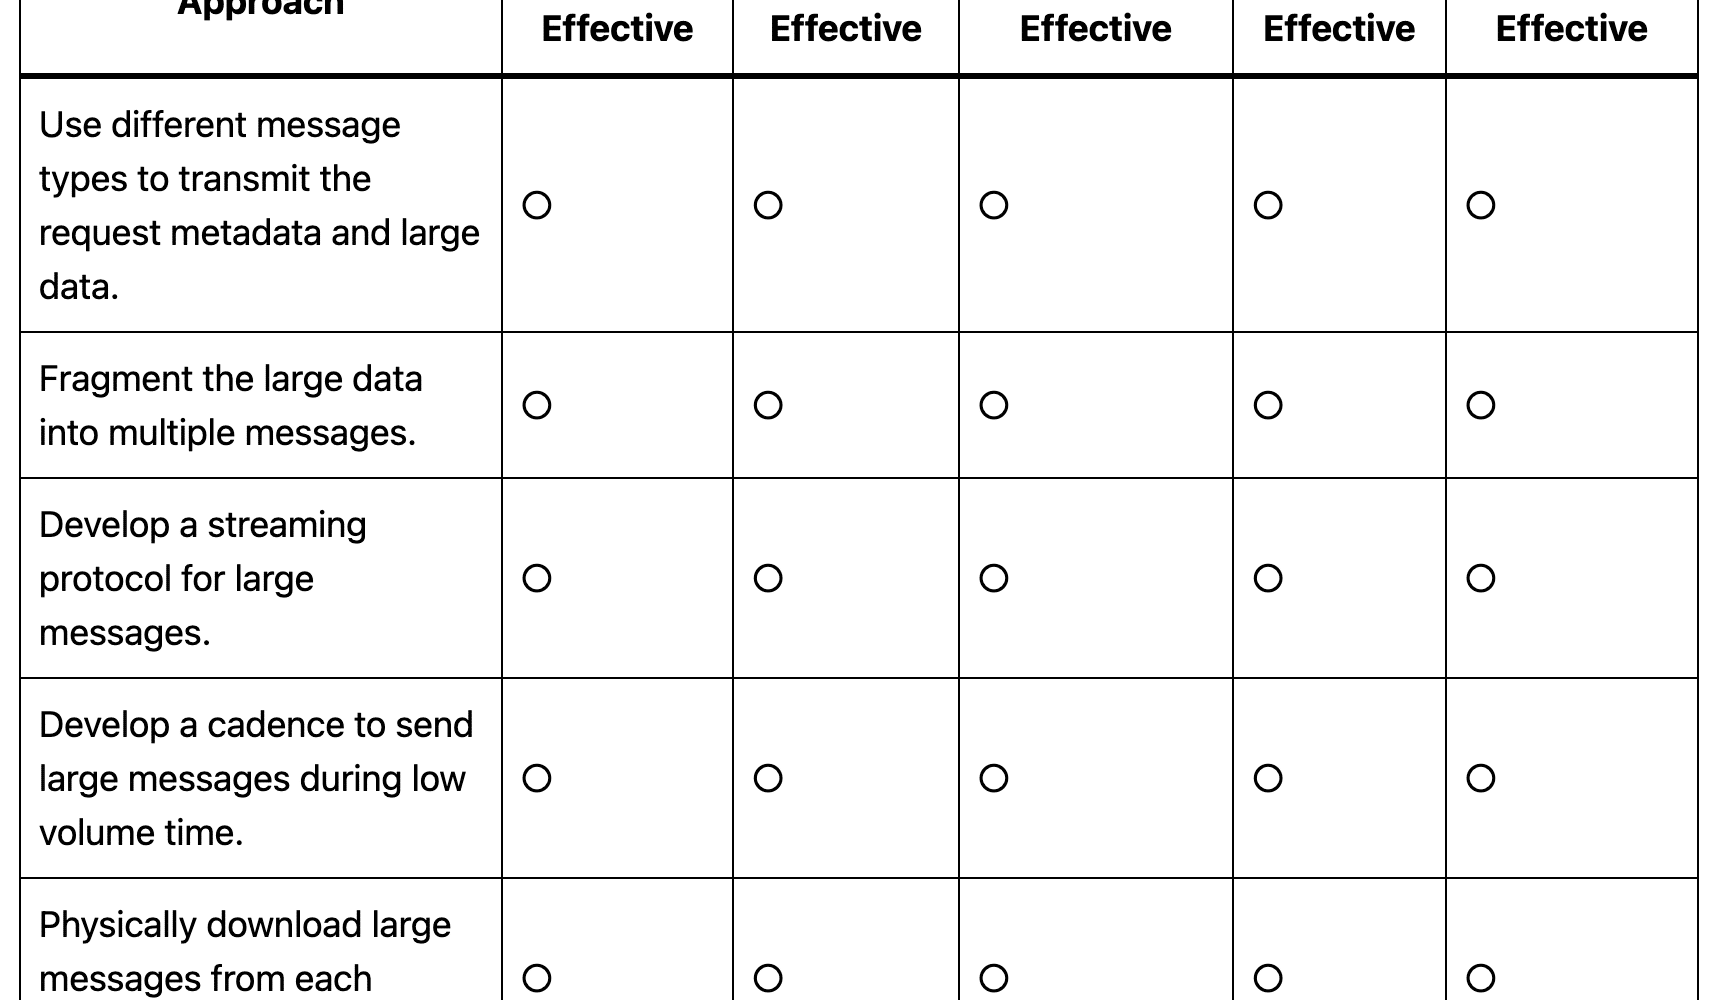 Approach
Effective Effective Effective Effective Effective
Use different message
types to transmit the
request metadata and large
data.
Fragment the large data
into multiple messages.
Develop a streaming
protocol for large
messages.
Develop a cadence to send
large messages during low
volume time.
Physically download large
messages from each